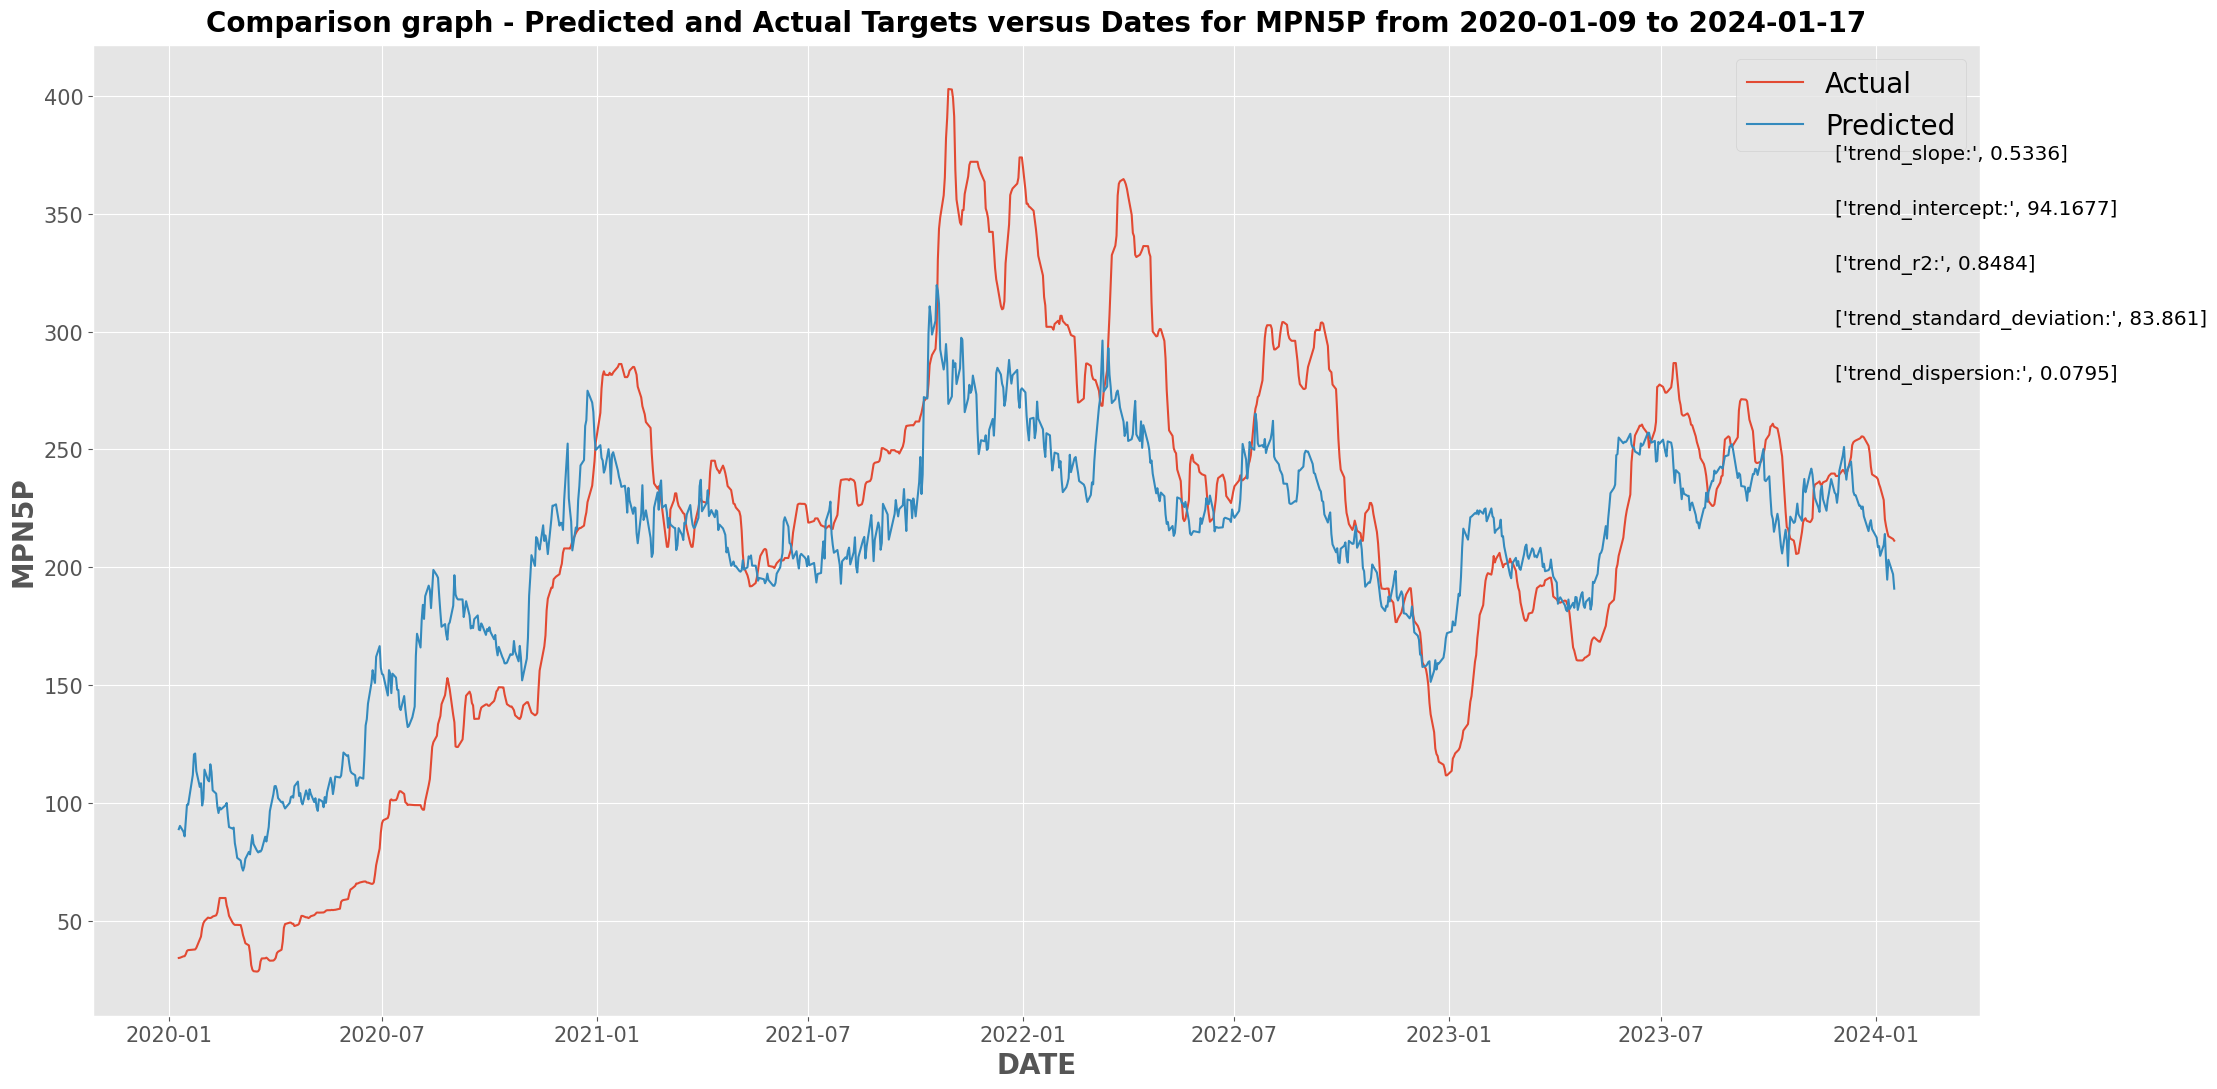 Comparison graph - Predicted and Actual Targets versus Dates for MPN5P from 2020-01-09 to 2024-01-17
Actual
Predicted
['trend_slope:', 0.5336]
['trend_intercept:', 94.1677]
['trend_r2:', 0.8484]
['trend_standard_deviation:', 83.861]
['trend_dispersion:', 0.0795]
MPN5P
400
350
300
250
200
150
100
50
2020-01 2020-07 2021-01 2021-07 2022-01 2022-07 2023-01 2023-07 2024-01
DATE